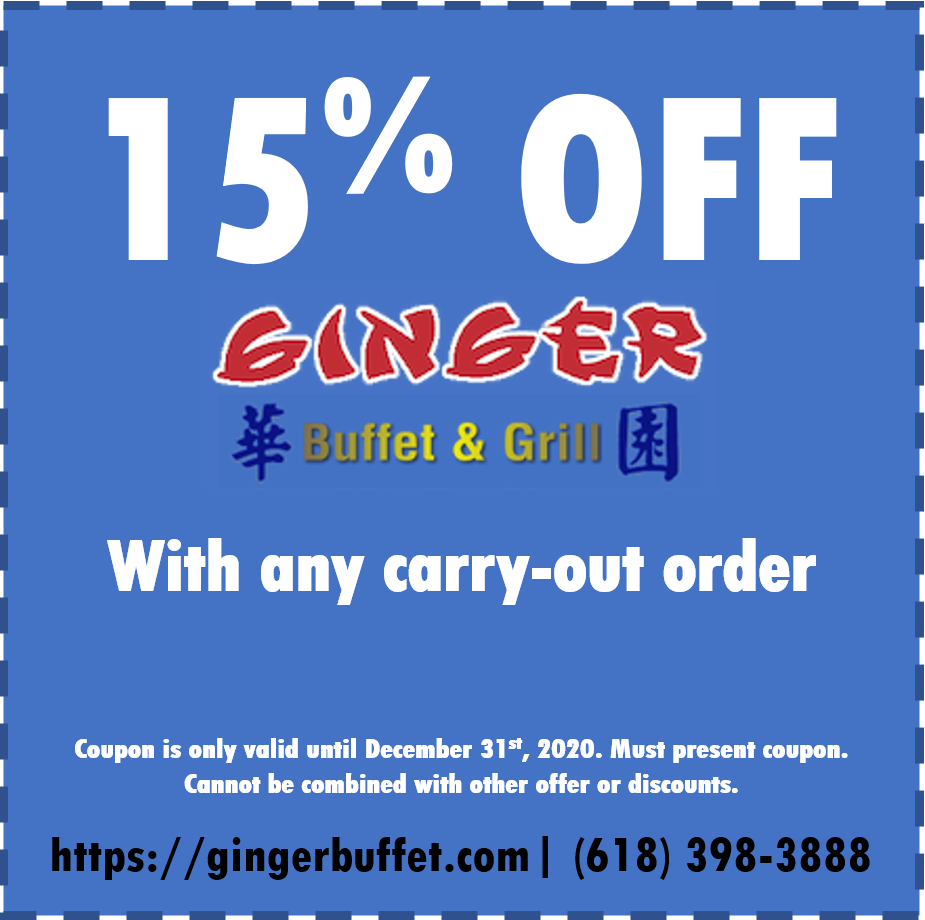 15% OFF
GINGER
華 Buffet & Grill 園
With any carry-out order
Coupon is only valid until December 31st, 2020. Must present coupon.
Cannot be combined with other offer or discounts.
https://gingerbuffet.com| (618) 398-3888